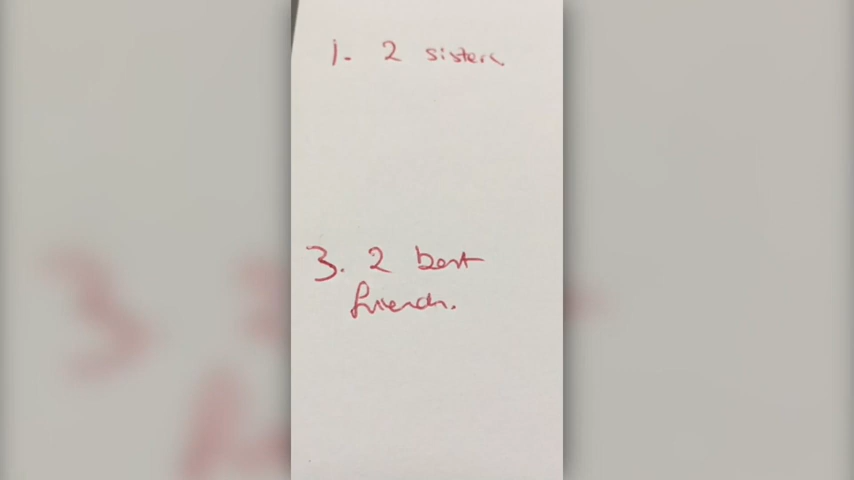 1. 2 sisters
3. 2 best
friends.